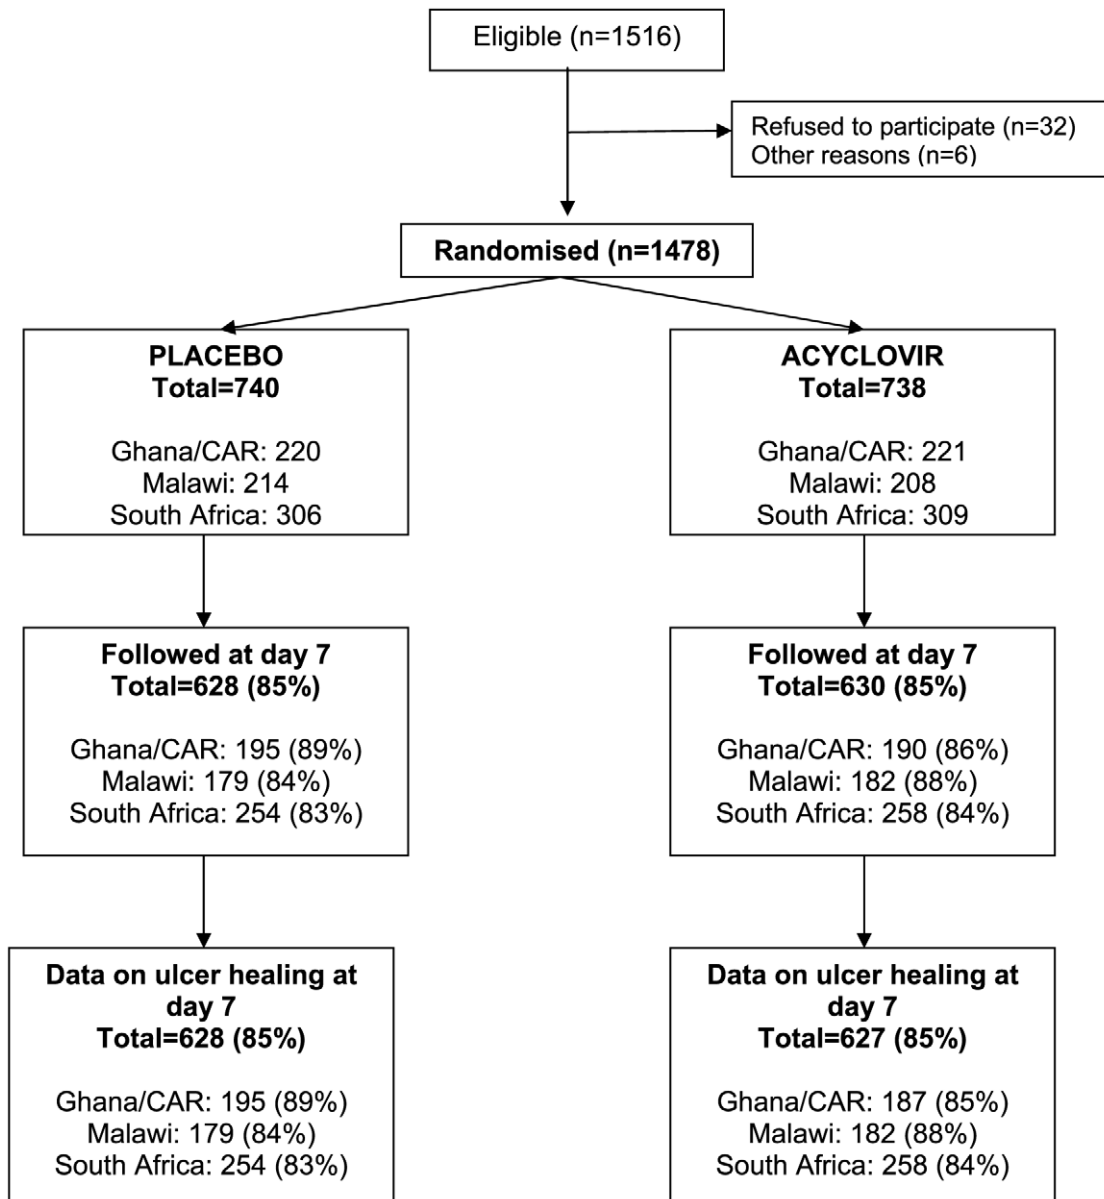 Eligible (n=1516)
Refused to participate (n=32)
Other reasons (n=6)
Randomised (n=1478)
PLACEBO
Total=740
Ghana/CAR: 220
Malawi: 214
South Africa: 306
ACYCLOVIR
Total=738
Ghana/CAR: 221
Malawi: 208
South Africa: 309
Followed at day 7
Total=628 (85%)
Ghana/CAR: 195 (89%)
Malawi: 179 (84%)
South Africa: 254 (83%)
Followed at day 7
Total=630 (85%)
Ghana/CAR: 190 (86%)
Malawi: 182 (88%)
South Africa: 258 (84%)
Data on ulcer healing at
day 7
Total=628 (85%)
Ghana/CAR: 195 (89%)
Malawi: 179 (84%)
South Africa: 254 (83%)
Data on ulcer healing at
day 7
Total=627 (85%)
Ghana/CAR: 187 (85%)
Malawi: 182 (88%)
South Africa: 258 (84%)